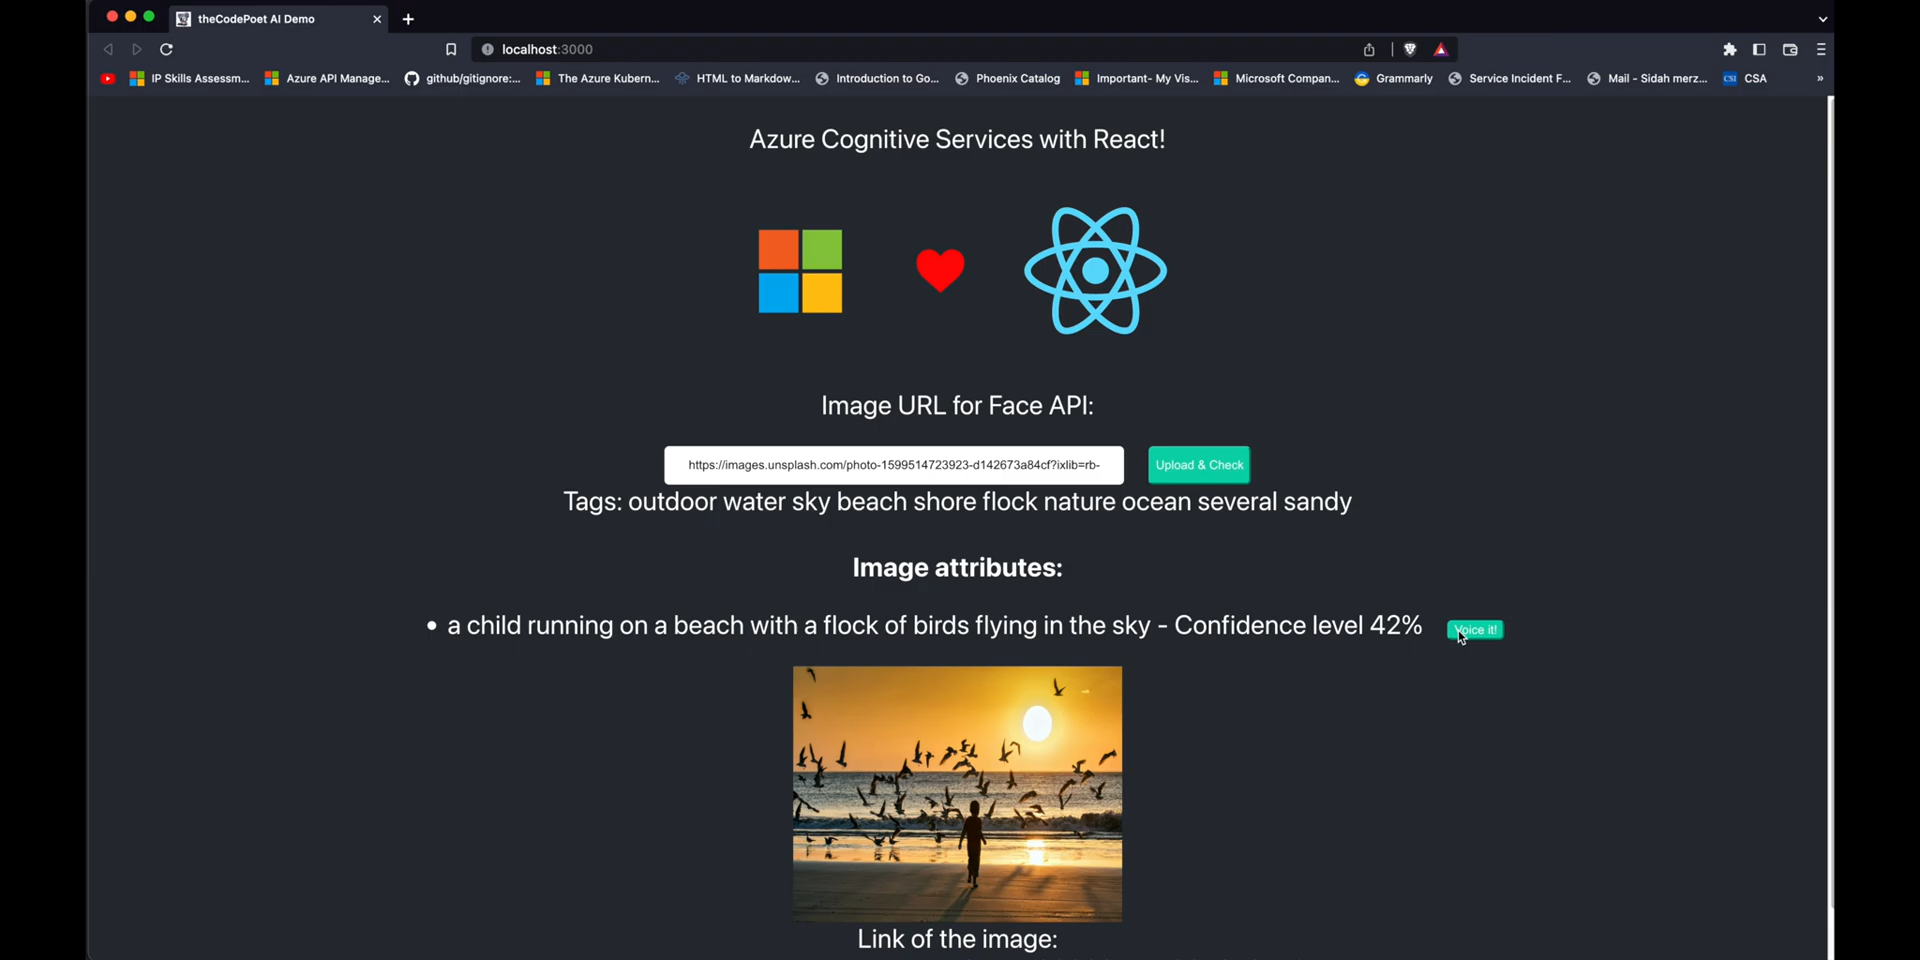 theCodePoet AI Demo
localhost:3000
IP Skills Assessm...
Azure API Manage...
github/gitignore:...
The Azure Kubern...
HTML to Markdow...
Introduction to Go...
Phoenix Catalog
Important- My Vis...
Microsoft Compan...
Grammarly
Service Incident F...
Mail - Sidah merz...
CSI
CSA
»
Azure Cognitive Services with React!
Image URL for Face API:
https://images.unsplash.com/photo-1599514723923-d142673a84cf?ixlib=rb-
Upload & Check
Tags: outdoor water sky beach shore flock nature ocean several sandy
Image attributes:
• a child running on a beach with a flock of birds flying in the sky - Confidence level 42%
Voice it!
Link of the image: